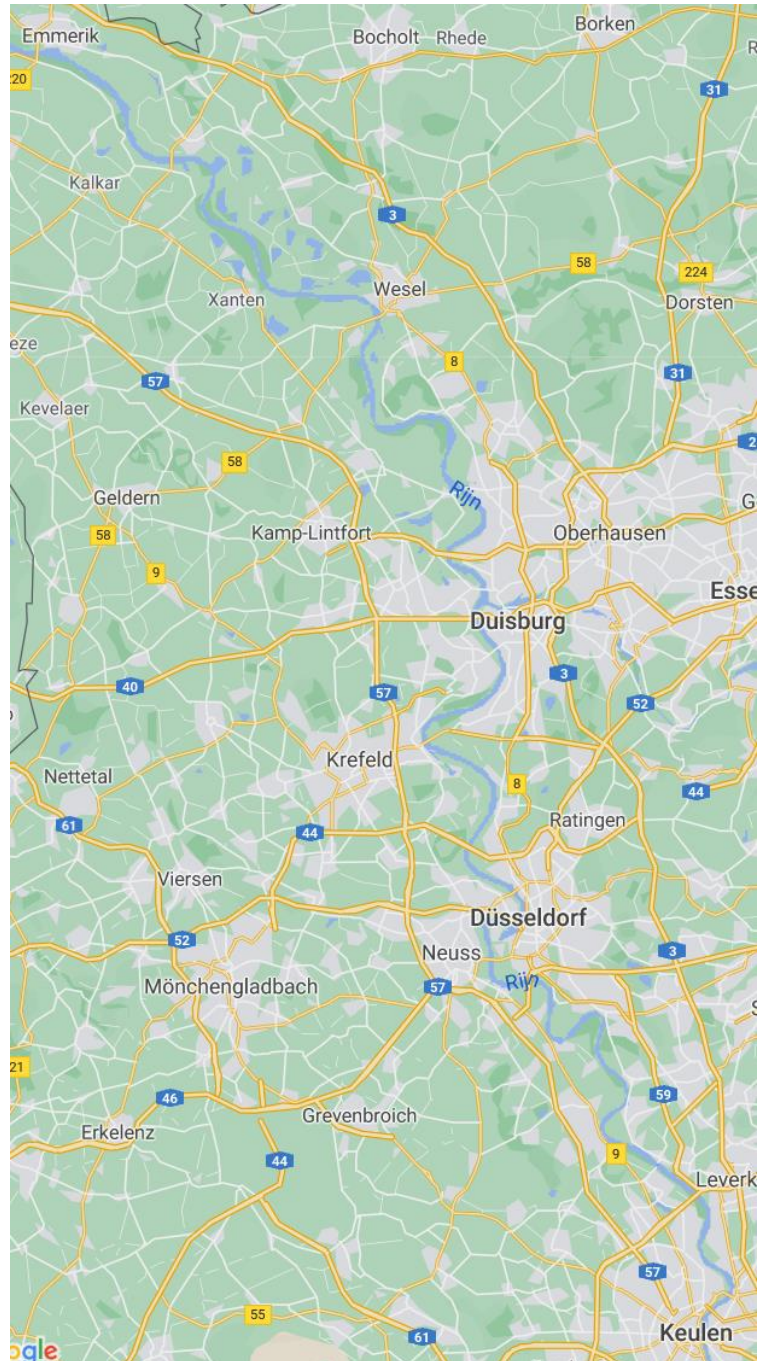 Emmerik
Bocholt
Rhede
Borken
R
220
31
Kalkar
3
58
224
Xanten
Wesel
Dorsten
eze
8
31
57
Kevelaer
2
58
Rijn
Geldern
G
58
Kamp-Lintfort
Oberhausen
9
Esse
Duisburg
3
40
57
52
Krefeld
Nettetal
8
44
61
44
Ratingen
Viersen
Düsseldorf
52
Neuss
3
Mönchengladbach
57
Rijn
S
21
46
59
Grevenbroich
Erkelenz
9
44
Leverk
57
55
61
Keulen
ogle